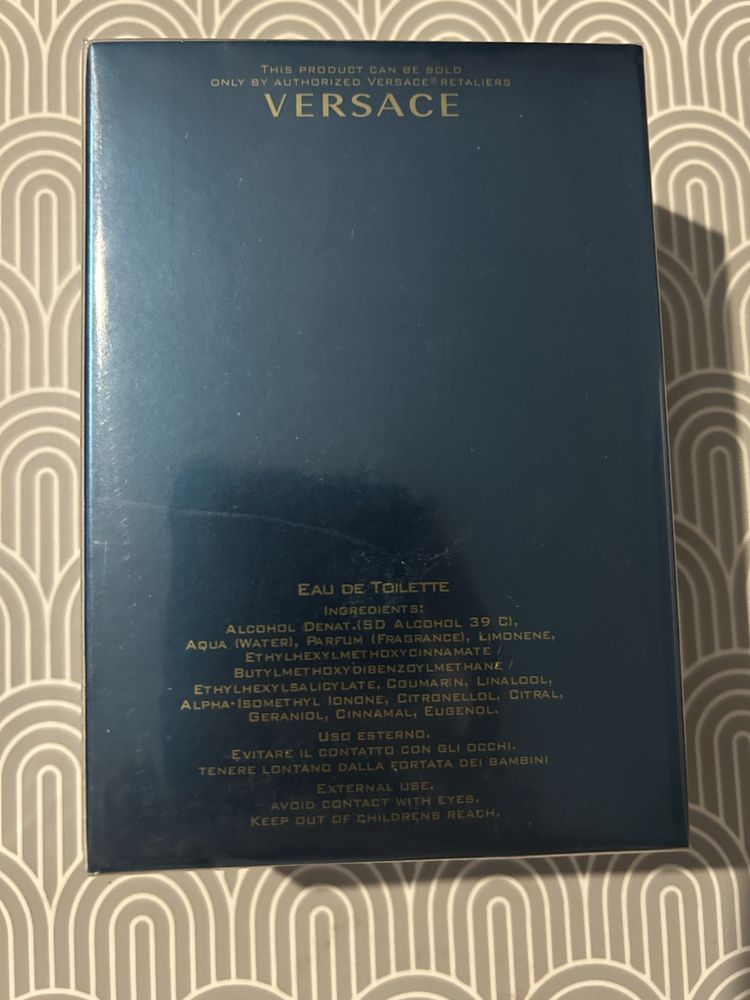 THIS PRODUCT CAN BE SOLD
ONLY BY AUTHORIZED VERSACE® RETALIERS
VERSACE
EAU DE TOILETTE
INGREDIENTS:
ALCOHOL DENAT.(SD ALCOHOL 39 C),
AQUA (WATER), PARFUM (FRAGRANCE), LIMONENE,
ETHYLHEXYLMETHOXYCINNAMATE /
BUTYLMETHOXYDIBENZOYLMETHANE /
ETHYLHEXYLSALICYLATE, COUMARIN, LINALOOL,
ALPHA-ISOMETHYL IONONE, CITRONELLOL, CITRAL,
GERANIOL, CINNAMAL, EUGENOL.
USO ESTERNO.
EVITARE IL CONTATTO CON GLI OCCHI.
TENERE LONTANO DALLA PORTATA DEI BAMBINI
EXTERNAL USE.
AVOID CONTACT WITH EYES.
KEEP OUT OF CHILDRENS REACH.